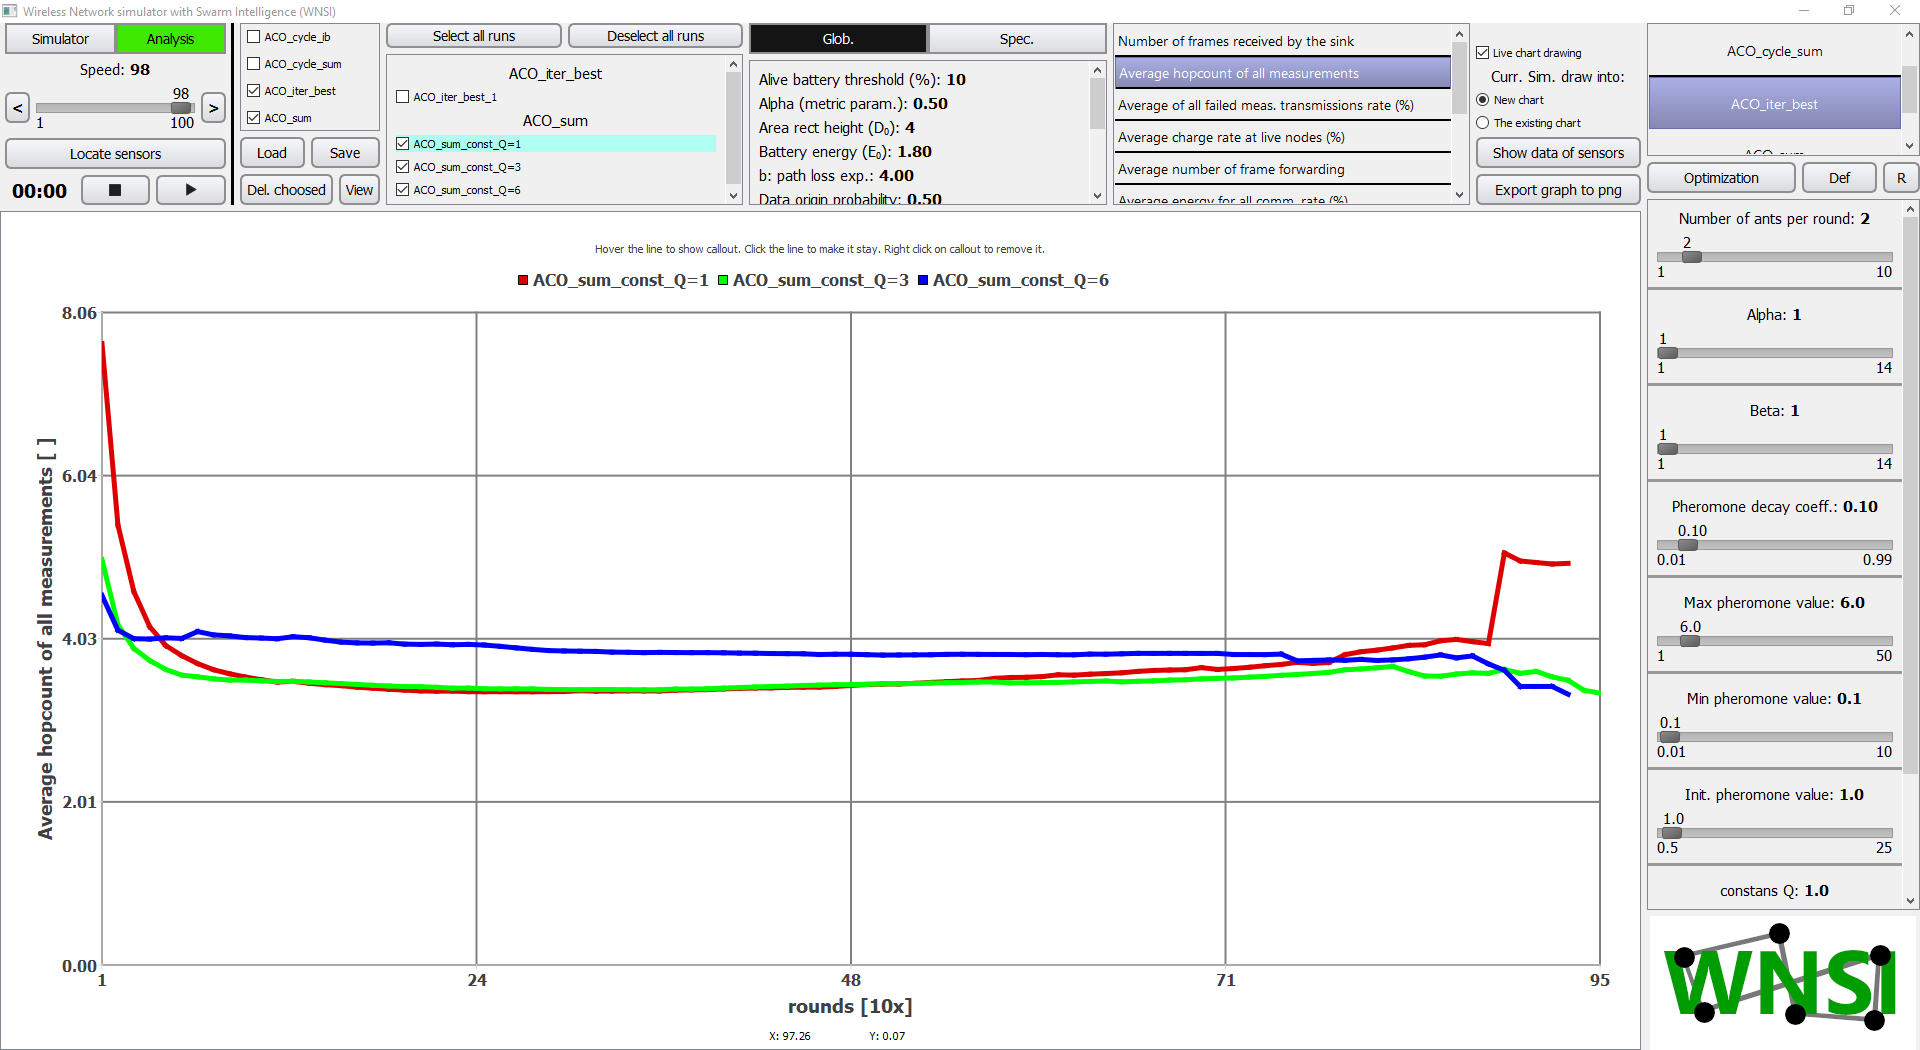 Wireless Network simulator with Swarm Intelligence (WNSI)
Simulator
Analysis
Speed: 98
98
<
>
1
100
Locate sensors
00:00
ACO_cycle_ib
ACO_cycle_sum
ACO_iter_best
ACO_sum
Load
Save
Del. choosed
View
Select all runs
Deselect all runs
ACO_iter_best
ACO_iter_best_1
ACO_sum
ACO_sum_const_Q=1
ACO_sum_const_Q=3
ACO_sum_const_Q=6
Glob.
Spec.
Alive battery threshold (%): 10
Alpha (metric param.): 0.50
Area rect height (D₀): 4
Battery energy (E₀): 1.80
b: path loss exp.: 4.00
Data origin probability: 0.50
Number of frames received by the sink
Average hopcount of all measurements
Average of all failed meas. transmissions rate (%)
Average charge rate at live nodes (%)
Average number of frame forwarding
Average energy for all comm. rate (%)
Live chart drawing
Curr. Sim. draw into:
New chart
The existing chart
Show data of sensors
Export graph to png
ACO_cycle_sum
ACO_iter_best
ACO_sum
Optimization
Def
R
Number of ants per round: 2
2
1
10
Alpha: 1
1
1
14
Beta: 1
1
1
14
Pheromone decay coeff.: 0.10
0.10
0.01
0.99
Max pheromone value: 6.0
6.0
1
50
Min pheromone value: 0.1
0.1
0.01
10
Init. pheromone value: 1.0
1.0
0.5
25
constans Q: 1.0
Hover the line to show callout. Click the line to make it stay. Right click on callout to remove it.
ACO_sum_const_Q=1
ACO_sum_const_Q=3
ACO_sum_const_Q=6
8.06
6.04
4.03
2.01
0.00
Average hopcount of all measurements [ ]
1
24
48
71
95
rounds [10x]
X: 97.26
Y: 0.07
WNSI